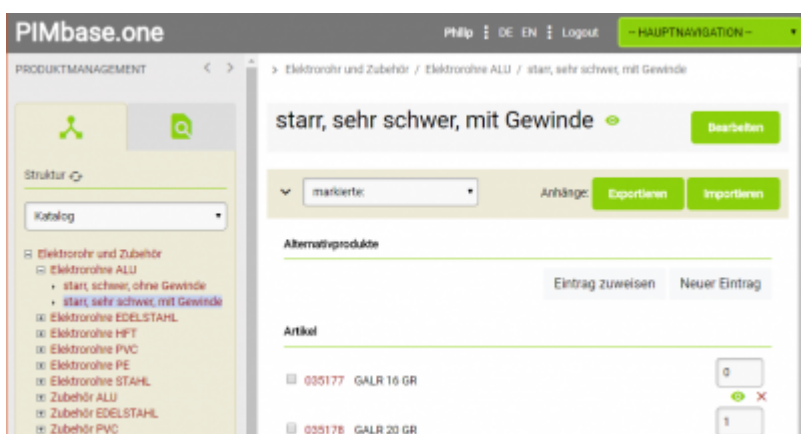 PIMbase.one
Philip DE EN Logout -- HAUPTNAVIGATION --
PRODUKTMANAGEMENT < >
> Elektrorohr und Zubehör / Elektrorohre ALU / starr, sehr schwer, mit Gewinde
starr, sehr schwer, mit Gewinde
Bearbeiten
Struktur
Katalog
markierte:
Anhänge: Exportieren Importieren
Alternativprodukte
Eintrag zuweisen Neuer Eintrag
Elektrorohr und Zubehör
Elektrorohre ALU
starr, schwer, ohne Gewinde
starr, sehr schwer, mit Gewinde
Elektrorohre EDELSTAHL
Elektrorohre HFT
Elektrorohre PVC
Elektrorohre PE
Elektrorohre STAHL
Zubehör ALU
Zubehör EDELSTAHL
Zubehör PVC
Artikel
035177 GALR 16 GR 0
035178 GALR 20 GR 1